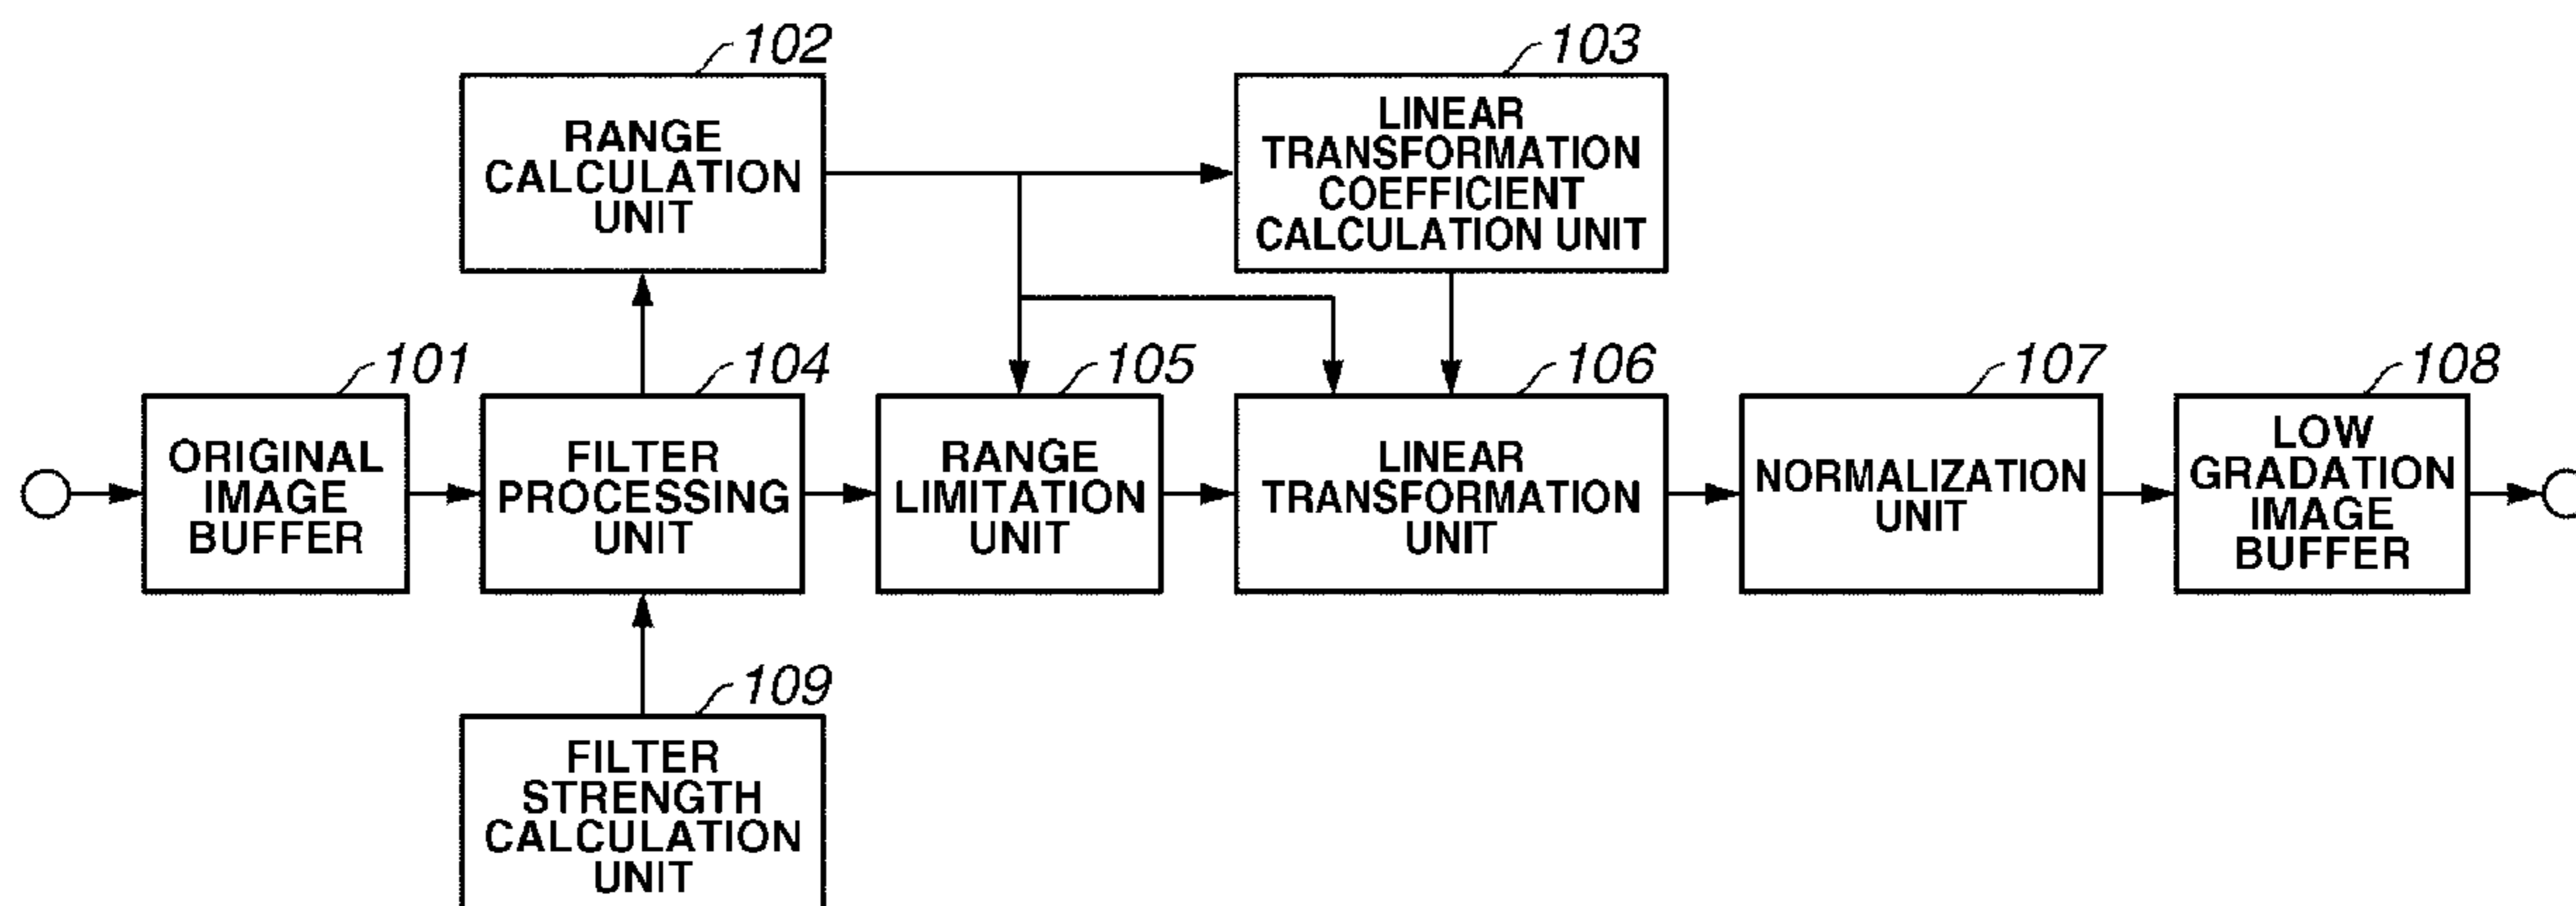 102
RANGE
CALCULATION
UNIT
103
LINEAR
TRANSFORMATION
COEFFICIENT
CALCULATION UNIT
101
ORIGINAL
IMAGE
BUFFER
104
FILTER
PROCESSING
UNIT
105
RANGE
LIMITATION
UNIT
106
LINEAR
TRANSFORMATION
UNIT
107
NORMALIZATION
UNIT
108
LOW
GRADATION
IMAGE
BUFFER
109
FILTER
STRENGTH
CALCULATION
UNIT